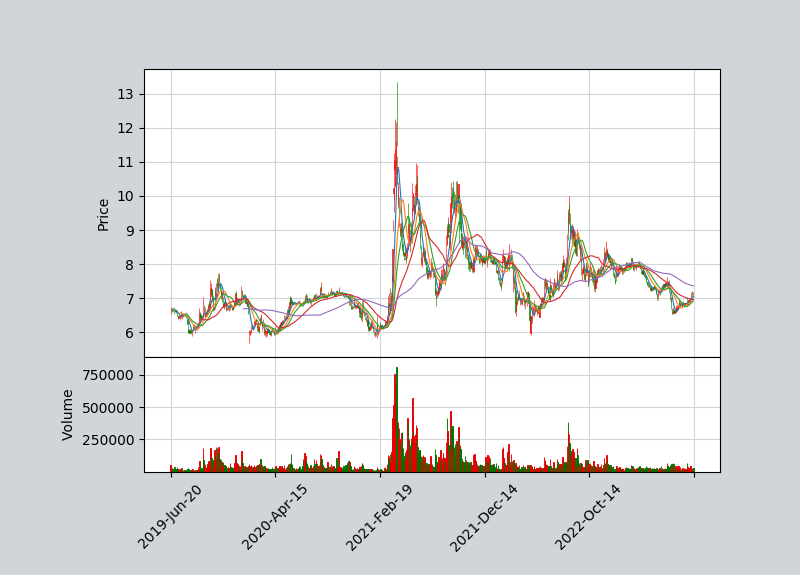 13
12
11
10
9
8
7
6
Price
750000
500000
250000
Volume
2019-Jun-20
2020-Apr-15
2021-Feb-19
2021-Dec-14
2022-Oct-14